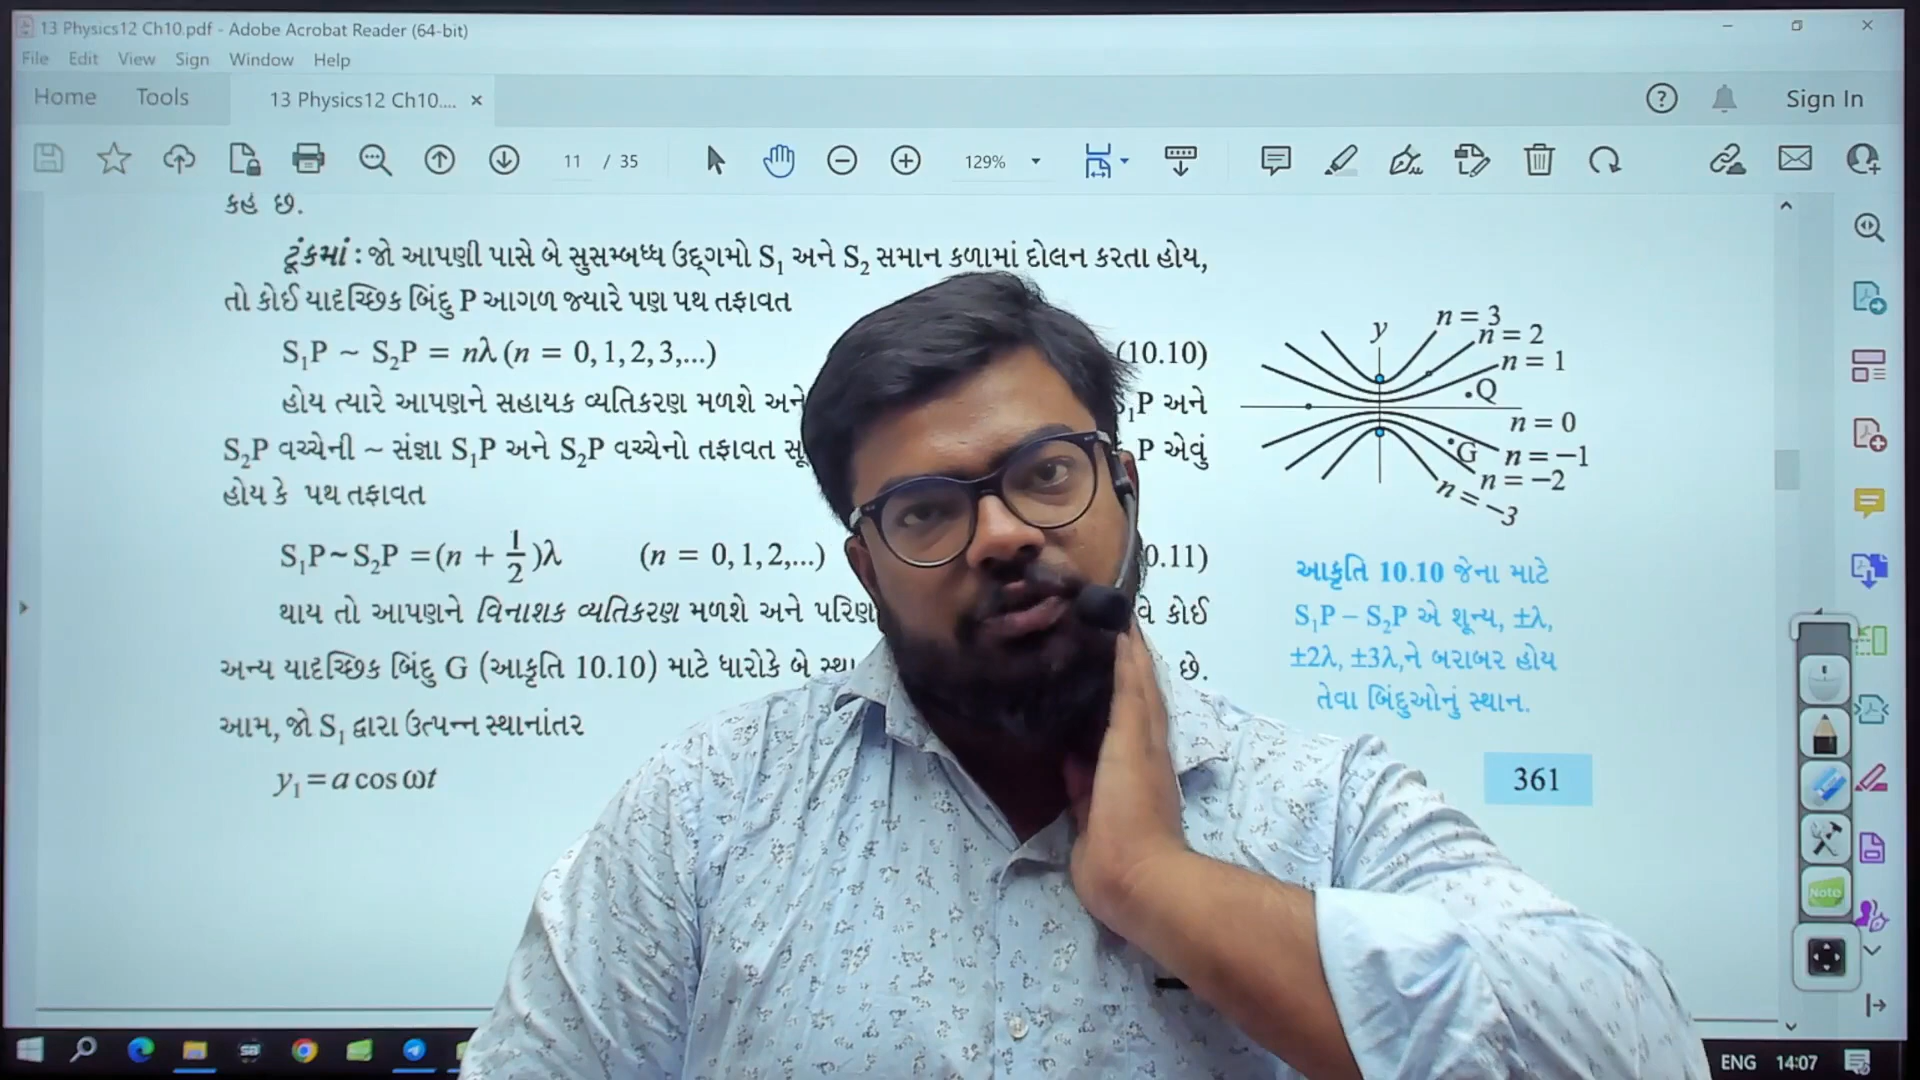 13 Physics12 Ch10.pdf - Adobe Acrobat Reader (64-bit)
File Edit View Sign Window Help
Home Tools 13 Physics12 Ch10.... × Sign In
11 / 35 129%
કહે છે.
ટૂંકમાં : જો આપણી પાસે બે સુસમ્બધ્ધ ઉદ્‌ગમો S₁ અને S₂ સમાન કળામાં દોલન કરતા હોય,
તો કોઈ યાદૃચ્છિક બિંદુ P આગળ જ્યારે પણ પથ તફાવત
S₁P ~ S₂P = nλ (n = 0, 1, 2, 3,...) (10.10)
હોય ત્યારે આપણને સહાયક વ્યતિકરણ મળશે અને S₁P અને
S₂P વચ્ચેની ~ સંજ્ઞા S₁P અને S₂P વચ્ચેનો તફાવત P એવું
હોય કે પથ તફાવત
S₁P~S₂P = (n + 1/2)λ (n = 0, 1, 2,...) 0.11)
થાય તો આપણને વિનાશક વ્યતિકરણ મળશે અને કોઈ
અન્ય યાદૃચ્છિક બિંદુ G (આકૃતિ 10.10) માટે ધારોકે બે છે.
આમ, જો S₁ દ્વારા ઉત્પન્ન સ્થાનાંતર
y₁ = a cos ωt
y
n = 3
n = 2
n = 1
Q
n = 0
G
n = −1
n = −2
n = −3
આકૃતિ 10.10 જેના માટે
S₁P – S₂P એ શૂન્ય, ±λ,
±2λ, ±3λ,ને બરાબર હોય
તેવા બિંદુઓનું સ્થાન.
361
Note
ENG 14:07